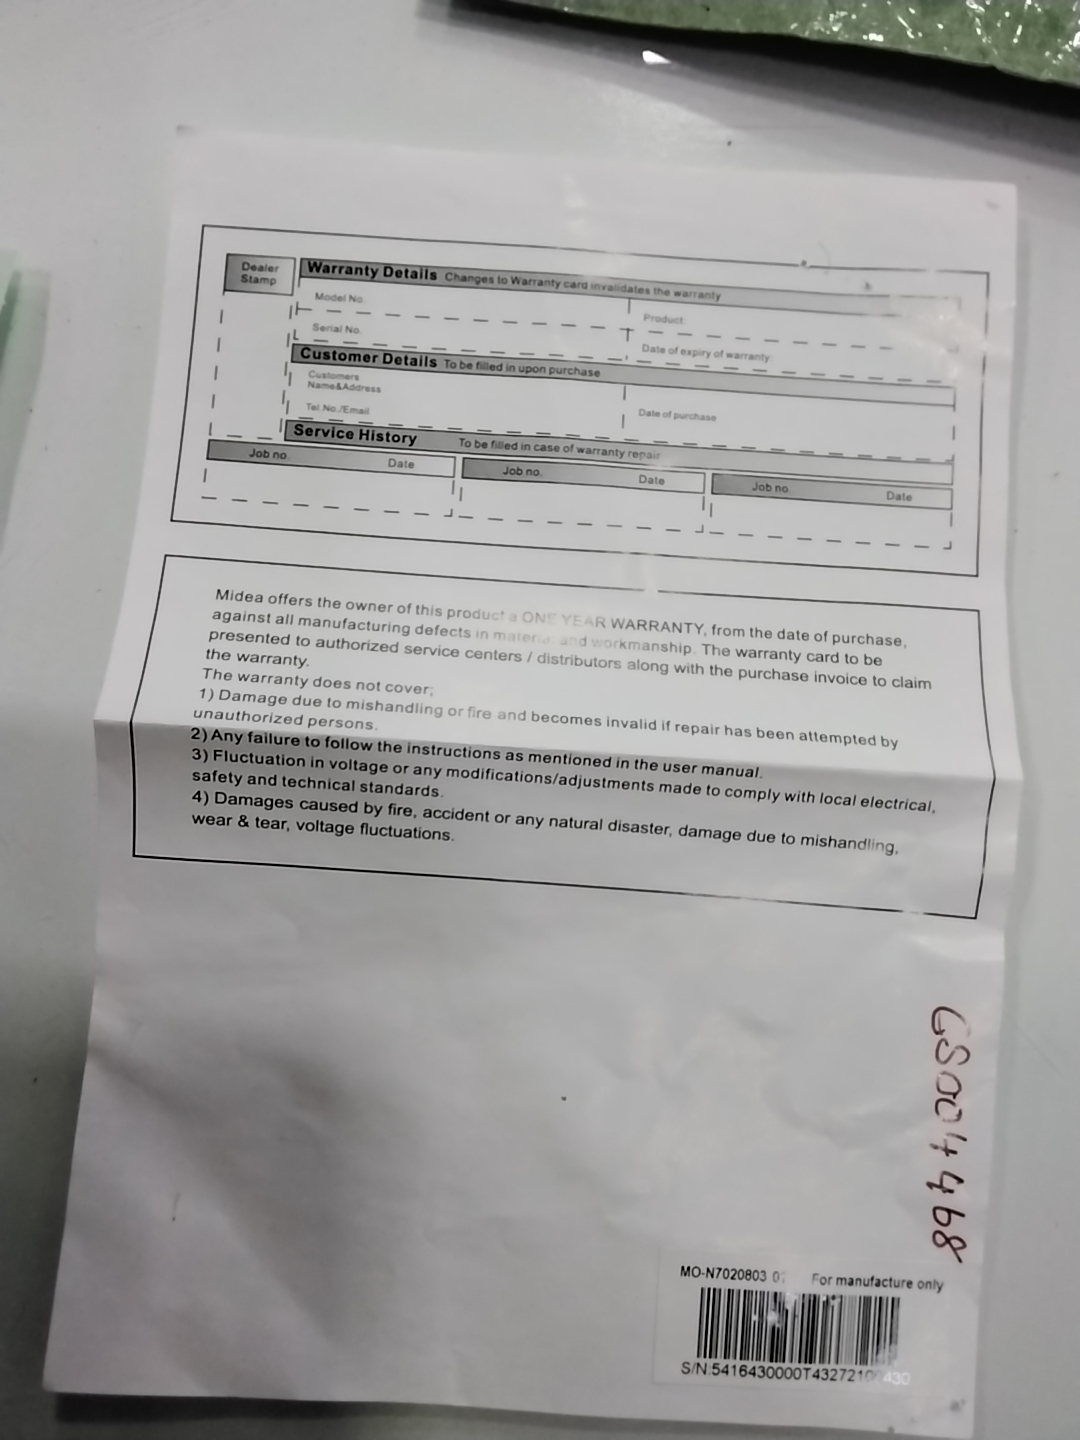 Dealer
Stamp
Warranty Details Changes to Warranty card invalidates the warranty
Model No.
Product
Serial No.
Date of expiry of warranty
Customer Details To be filled in upon purchase
Customers
Name&Address
Tel.No./Email
Date of purchase
Service History To be filled in case of warranty repair
Job no. Date Job no. Date Job no. Date
Midea offers the owner of this product a ONE YEAR WARRANTY, from the date of purchase,
against all manufacturing defects in material and workmanship. The warranty card to be
presented to authorized service centers / distributors along with the purchase invoice to claim
the warranty.
The warranty does not cover;
1) Damage due to mishandling or fire and becomes invalid if repair has been attempted by
unauthorized persons.
2) Any failure to follow the instructions as mentioned in the user manual.
3) Fluctuation in voltage or any modifications/adjustments made to comply with local electrical,
safety and technical standards.
4) Damages caused by fire, accident or any natural disaster, damage due to mishandling,
wear & tear, voltage fluctuations.
GS004468
MO-N7020803 For manufacture only